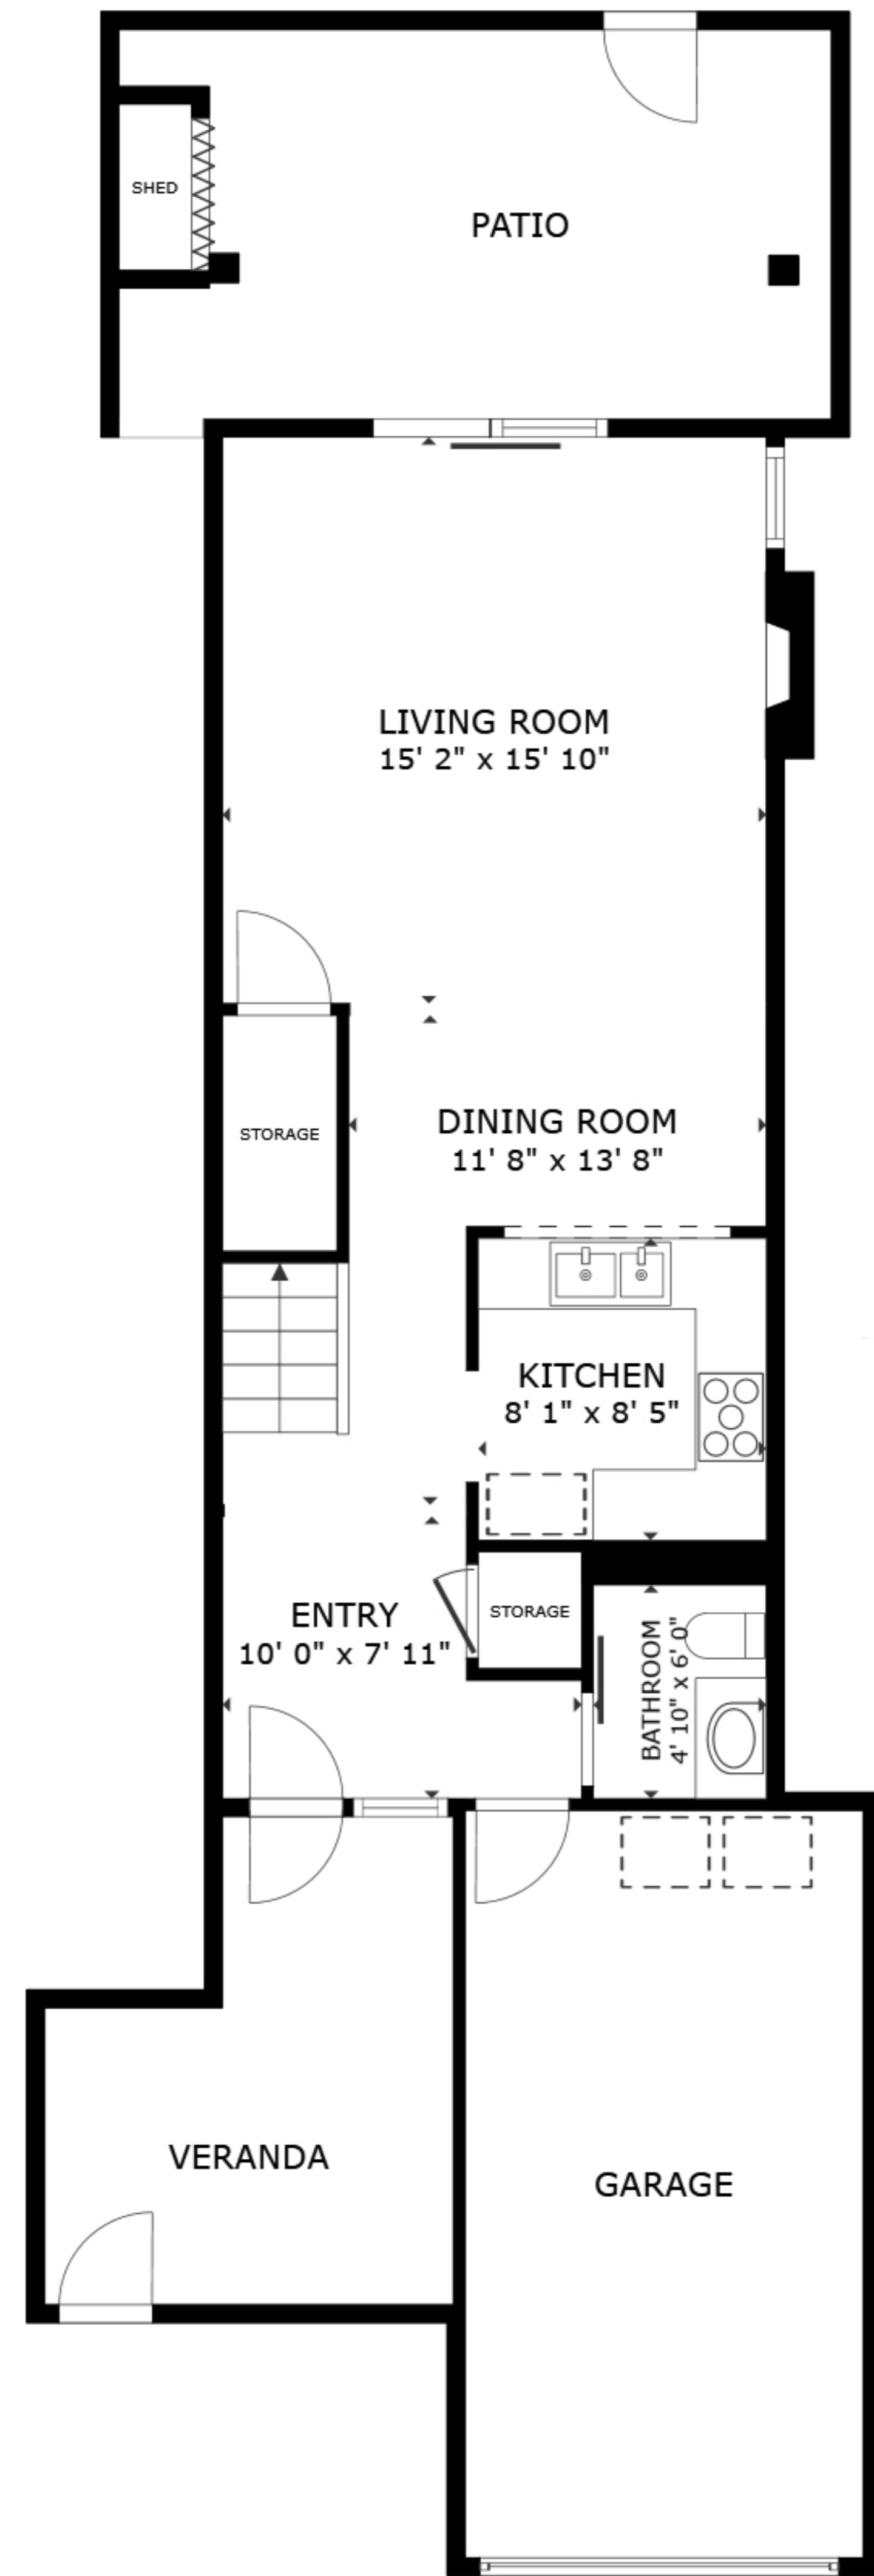 SHED
PATIO
LIVING ROOM
15' 2" x 15' 10"
STORAGE
DINING ROOM
11' 8" x 13' 8"
KITCHEN
8' 1" x 8' 5"
ENTRY
10' 0" x 7' 11"
STORAGE
BATHROOM
4' 10" x 6' 0"
VERANDA
GARAGE